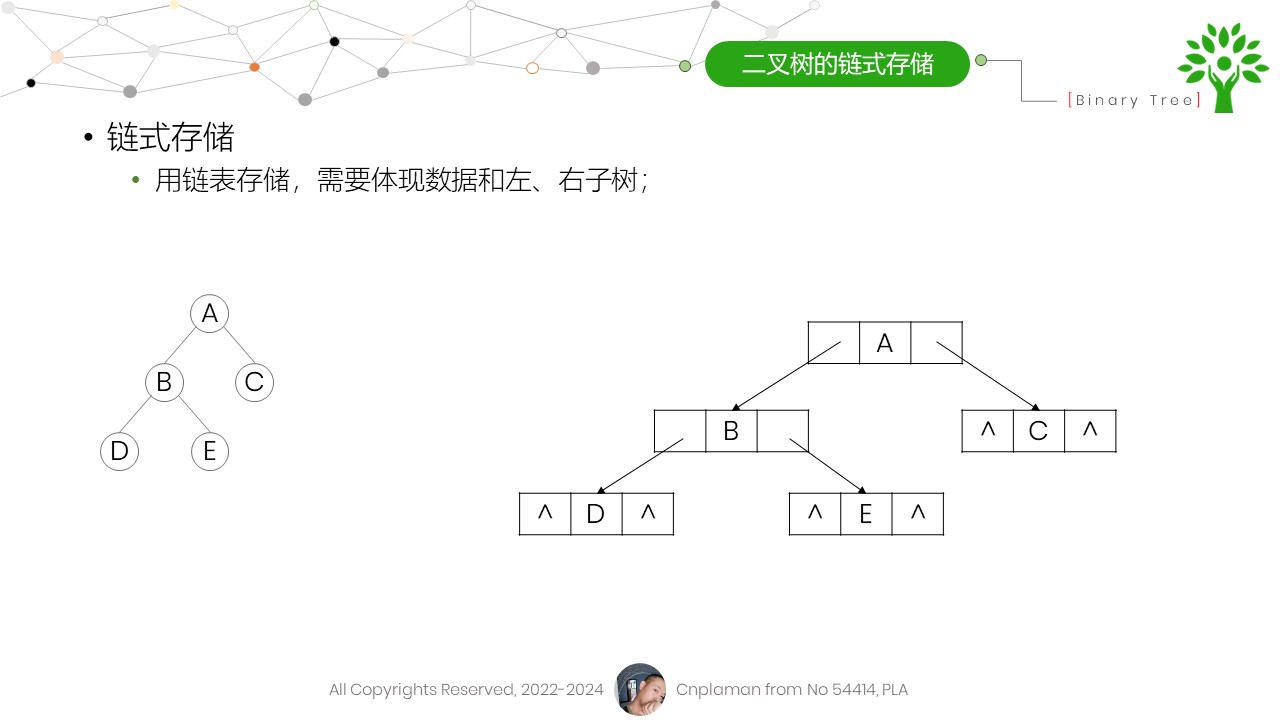 二叉树的链式存储
[Binary Tree]
• 链式存储
• 用链表存储，需要体现数据和左、右子树；
A
B C
D E
A
B ^ C ^
^ D ^ ^ E ^
All Copyrights Reserved, 2022-2024 Cnplaman from No 54414, PLA